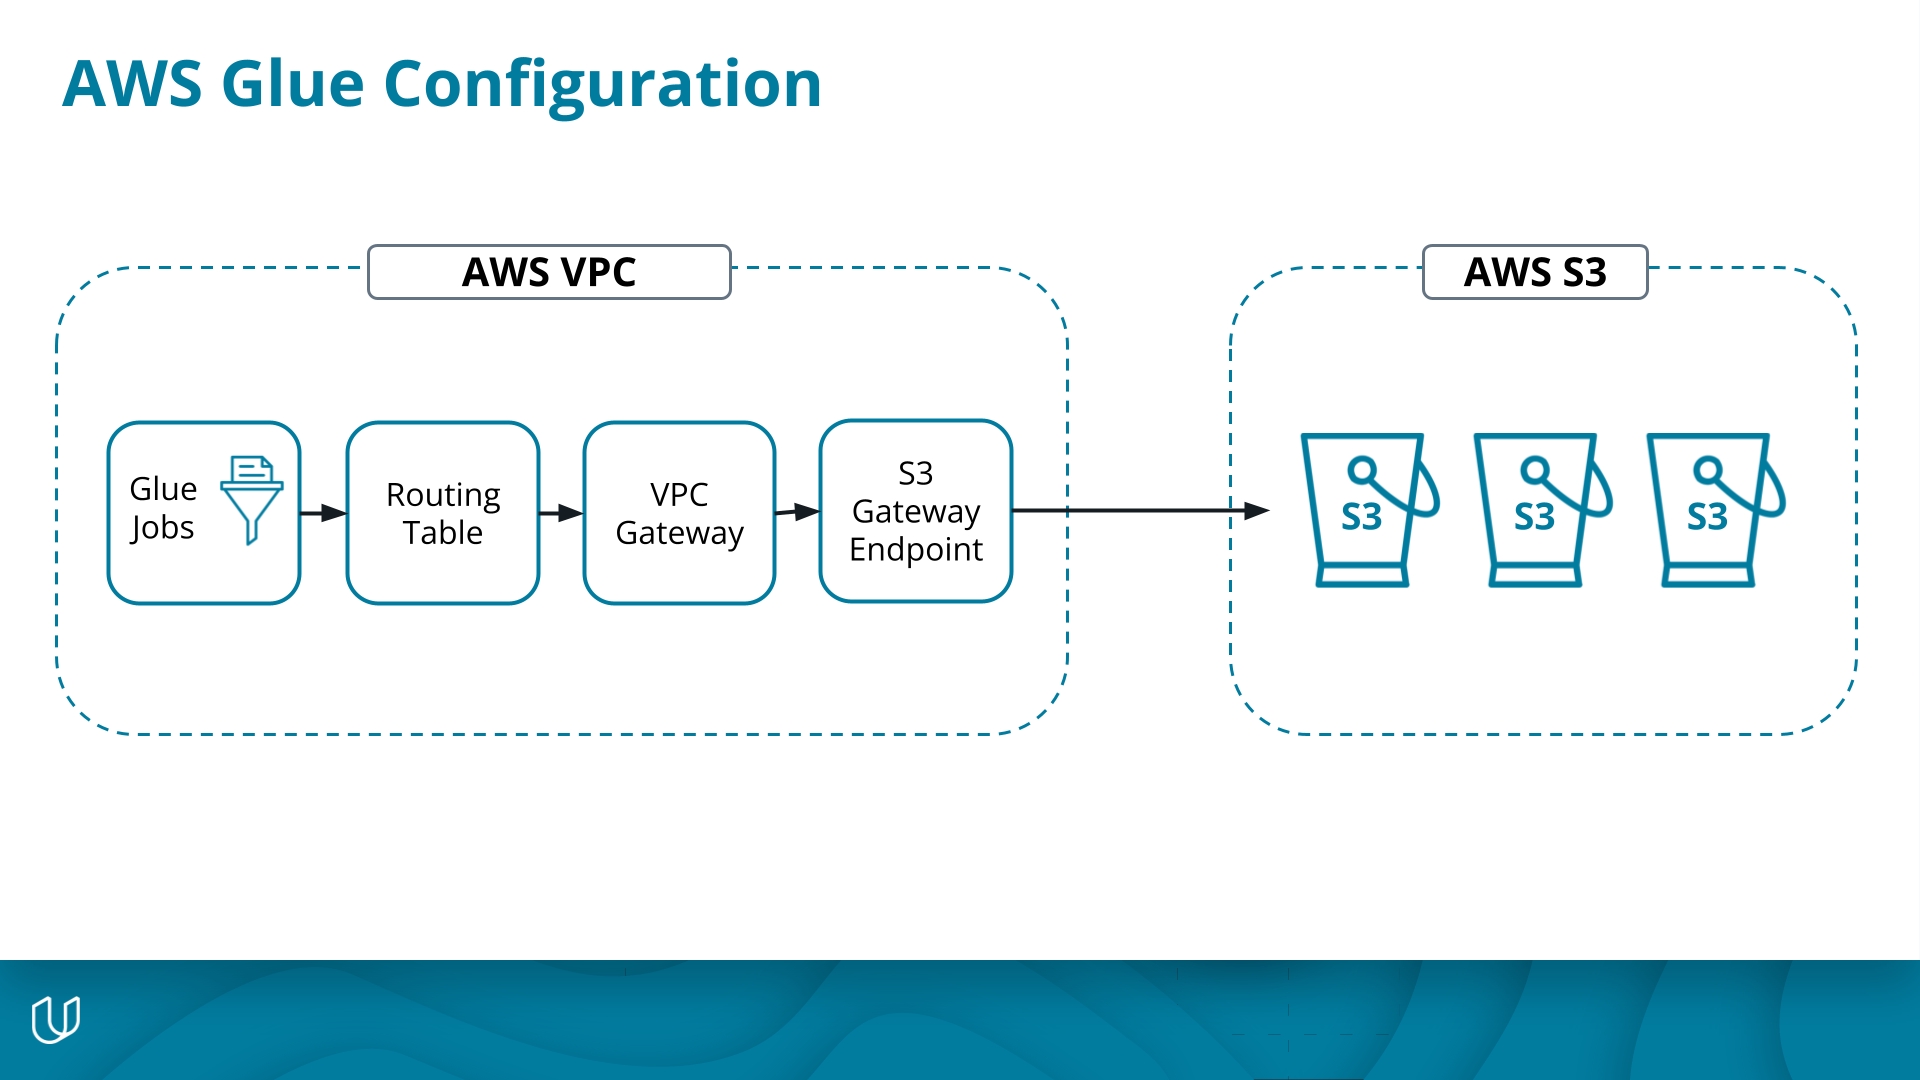 AWS Glue Configuration
AWS VPC
AWS S3
Glue
Jobs
Routing
Table
VPC
Gateway
S3
Gateway
Endpoint
S3
S3
S3